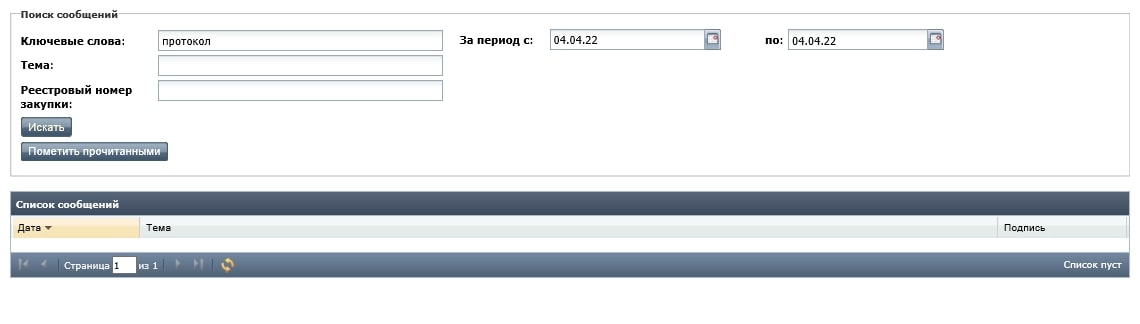 Поиск сообщений
Ключевые слова: протокол За период с: 04.04.22 по: 04.04.22
Тема:
Реестровый номер
закупки:
Искать
Пометить прочитанными
Список сообщений
Дата Тема Подпись
Страница 1 из 1 Список пуст